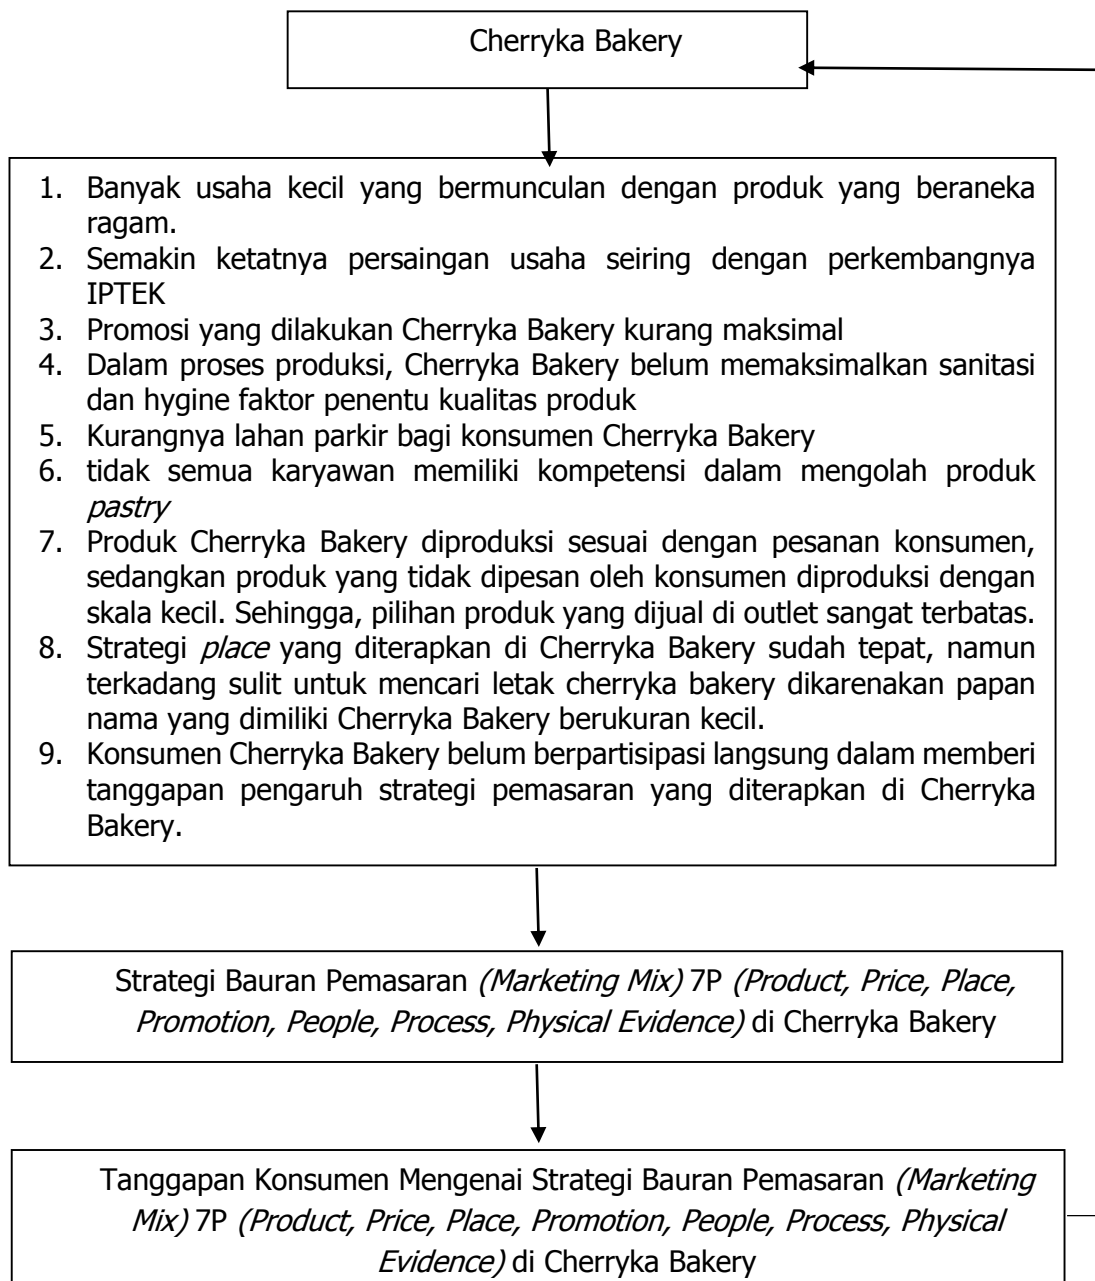 Cherryka Bakery
1. Banyak usaha kecil yang bermunculan dengan produk yang beraneka
ragam.
2. Semakin ketatnya persaingan usaha seiring dengan perkembangnya
IPTEK
3. Promosi yang dilakukan Cherryka Bakery kurang maksimal
4. Dalam proses produksi, Cherryka Bakery belum memaksimalkan sanitasi
dan hygine faktor penentu kualitas produk
5. Kurangnya lahan parkir bagi konsumen Cherryka Bakery
6. tidak semua karyawan memiliki kompetensi dalam mengolah produk
pastry
7. Produk Cherryka Bakery diproduksi sesuai dengan pesanan konsumen,
sedangkan produk yang tidak dipesan oleh konsumen diproduksi dengan
skala kecil. Sehingga, pilihan produk yang dijual di outlet sangat terbatas.
8. Strategi place yang diterapkan di Cherryka Bakery sudah tepat, namun
terkadang sulit untuk mencari letak cherryka bakery dikarenakan papan
nama yang dimiliki Cherryka Bakery berukuran kecil.
9. Konsumen Cherryka Bakery belum berpartisipasi langsung dalam memberi
tanggapan pengaruh strategi pemasaran yang diterapkan di Cherryka
Bakery.
Strategi Bauran Pemasaran (Marketing Mix) 7P (Product, Price, Place,
Promotion, People, Process, Physical Evidence) di Cherryka Bakery
Tanggapan Konsumen Mengenai Strategi Bauran Pemasaran (Marketing
Mix) 7P (Product, Price, Place, Promotion, People, Process, Physical
Evidence) di Cherryka Bakery